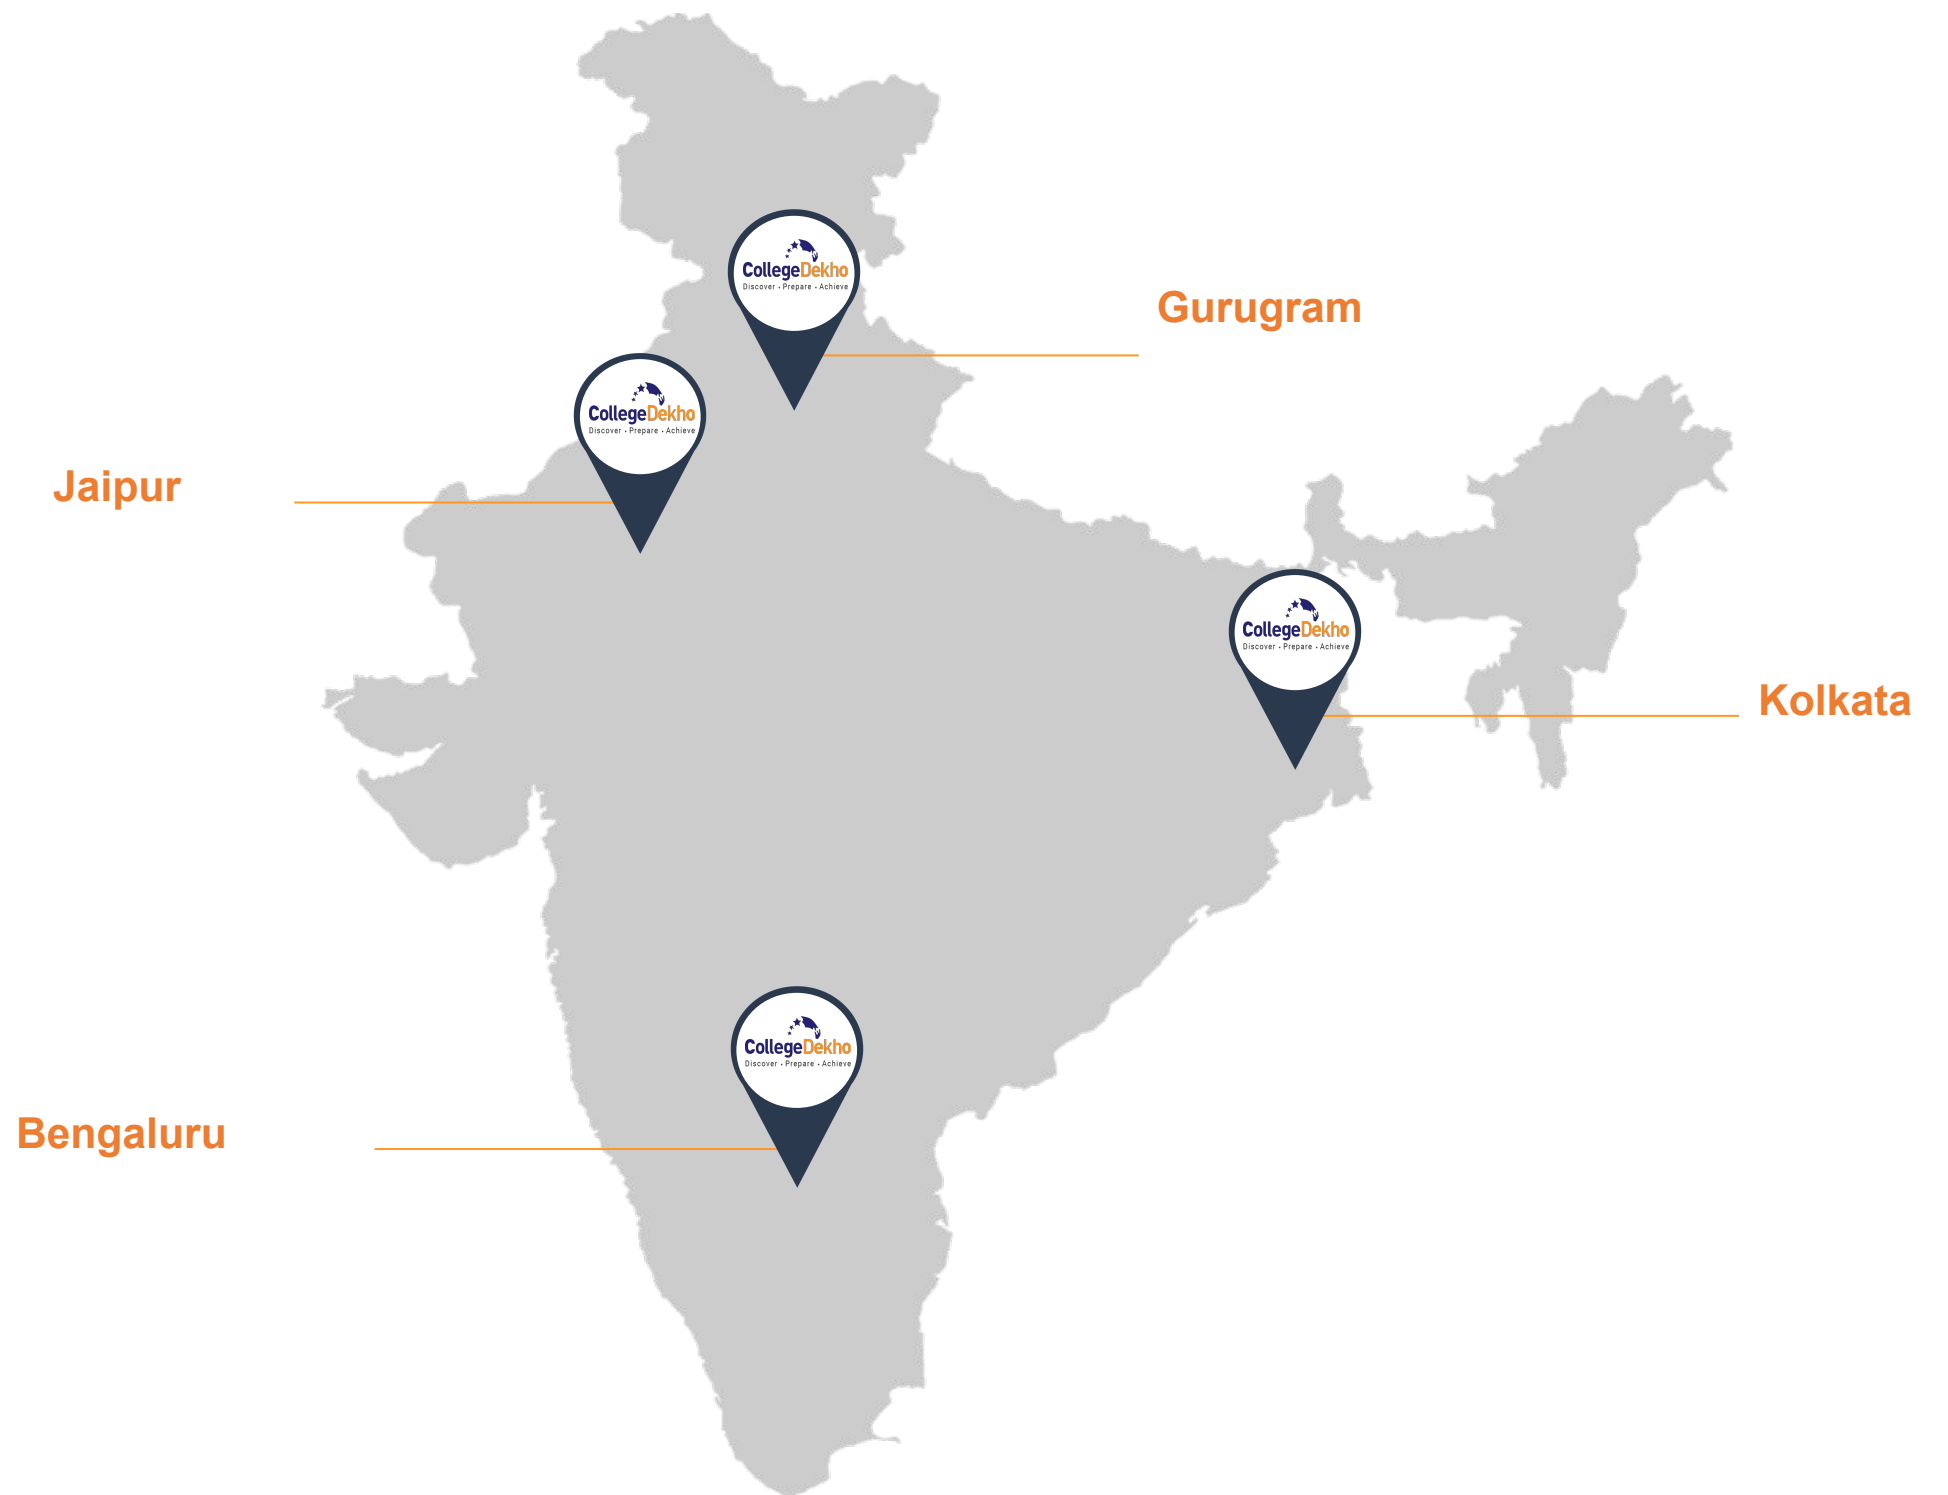 CollegeDekho
Discover • Prepare • Achieve
Gurugram
CollegeDekho
Discover • Prepare • Achieve
Jaipur
CollegeDekho
Discover • Prepare • Achieve
Kolkata
CollegeDekho
Discover • Prepare • Achieve
Bengaluru